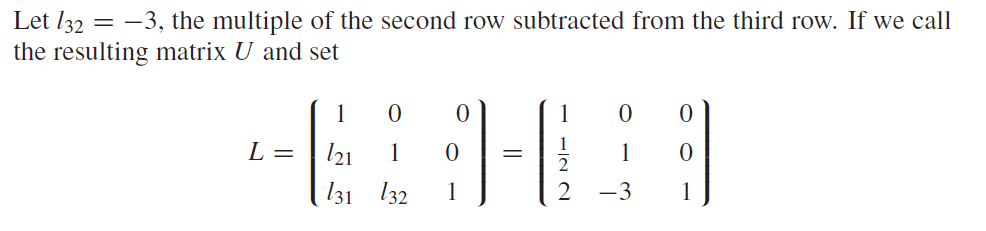 Let l32 = −3, the multiple of the second row subtracted from the third row. If we call
the resulting matrix U and set
1 0 0 1 0 0
L = l21 1 0 = 1/2 1 0
l31 l32 1 2 −3 1